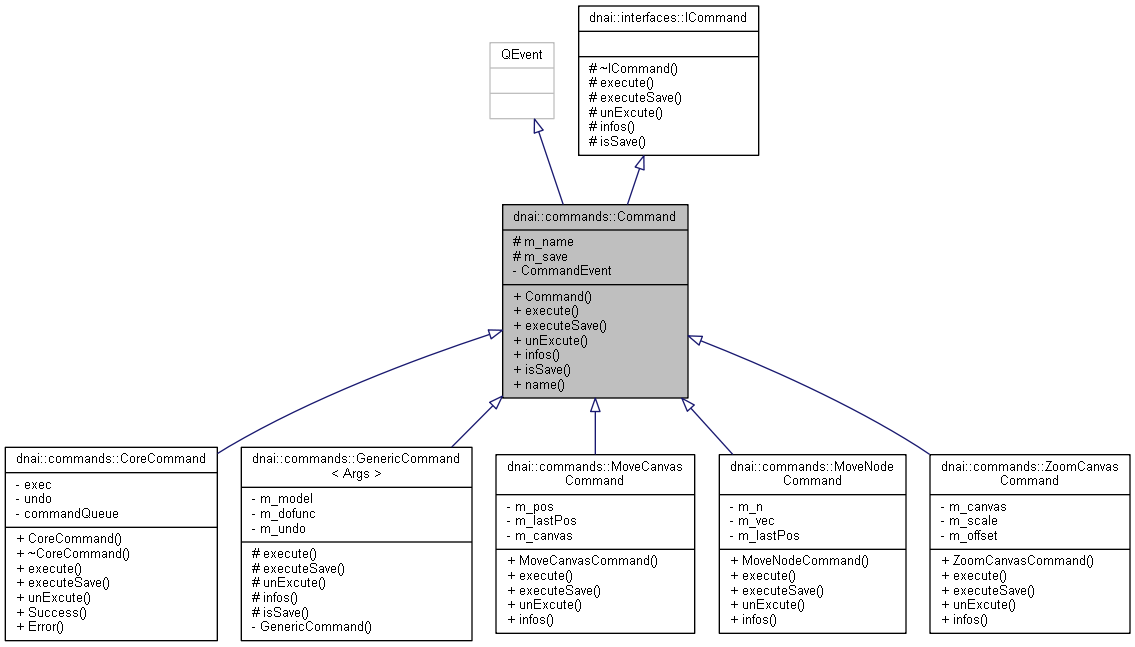 dnai::interfaces::ICommand
# ~ICommand()
# execute()
# executeSave()
# unExcute()
# infos()
# isSave()
QEvent
dnai::commands::Command
# m_name
# m_save
- CommandEvent
+ Command()
+ execute()
+ executeSave()
+ unExcute()
+ infos()
+ isSave()
+ name()
dnai::commands::CoreCommand
- exec
- undo
- commandQueue
+ CoreCommand()
+ ~CoreCommand()
+ execute()
+ executeSave()
+ unExcute()
+ Success()
+ Error()
dnai::commands::GenericCommand
< Args >
- m_model
- m_dofunc
- m_undo
# execute()
# executeSave()
# unExcute()
# infos()
# isSave()
- GenericCommand()
dnai::commands::MoveCanvas
Command
- m_pos
- m_lastPos
- m_canvas
+ MoveCanvasCommand()
+ execute()
+ executeSave()
+ unExcute()
+ infos()
dnai::commands::MoveNode
Command
- m_n
- m_vec
- m_lastPos
+ MoveNodeCommand()
+ execute()
+ executeSave()
+ unExcute()
+ infos()
dnai::commands::ZoomCanvas
Command
- m_canvas
- m_scale
- m_offset
+ ZoomCanvasCommand()
+ execute()
+ executeSave()
+ unExcute()
+ infos()